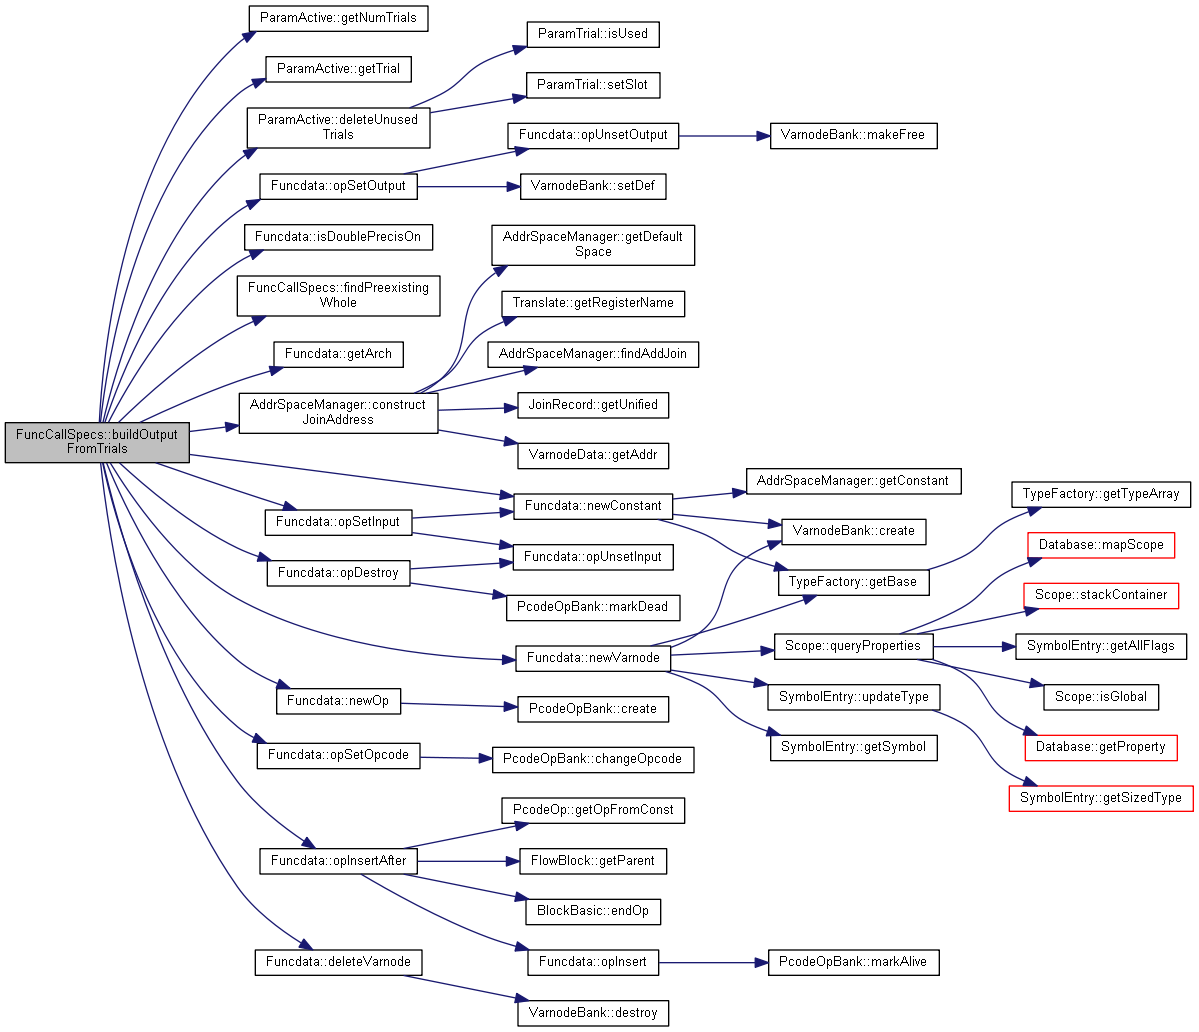 ParamActive::getNumTrials
ParamTrial::isUsed
ParamActive::getTrial
ParamTrial::setSlot
ParamActive::deleteUnused
Trials
Funcdata::opUnsetOutput
VarnodeBank::makeFree
Funcdata::opSetOutput
VarnodeBank::setDef
Funcdata::isDoublePrecisOn
AddrSpaceManager::getDefault
Space
FuncCallSpecs::findPreexisting
Whole
Translate::getRegisterName
Funcdata::getArch
AddrSpaceManager::findAddJoin
AddrSpaceManager::construct
JoinAddress
JoinRecord::getUnified
FuncCallSpecs::buildOutput
FromTrials
VarnodeData::getAddr
AddrSpaceManager::getConstant
TypeFactory::getTypeArray
Funcdata::newConstant
Funcdata::opSetInput
VarnodeBank::create
Database::mapScope
Funcdata::opUnsetInput
Funcdata::opDestroy
TypeFactory::getBase
Scope::stackContainer
PcodeOpBank::markDead
Scope::queryProperties
SymbolEntry::getAllFlags
Funcdata::newVarnode
Funcdata::newOp
SymbolEntry::updateType
Scope::isGlobal
PcodeOpBank::create
SymbolEntry::getSymbol
Database::getProperty
Funcdata::opSetOpcode
PcodeOpBank::changeOpcode
SymbolEntry::getSizedType
PcodeOp::getOpFromConst
Funcdata::opInsertAfter
FlowBlock::getParent
BlockBasic::endOp
Funcdata::deleteVarnode
Funcdata::opInsert
PcodeOpBank::markAlive
VarnodeBank::destroy